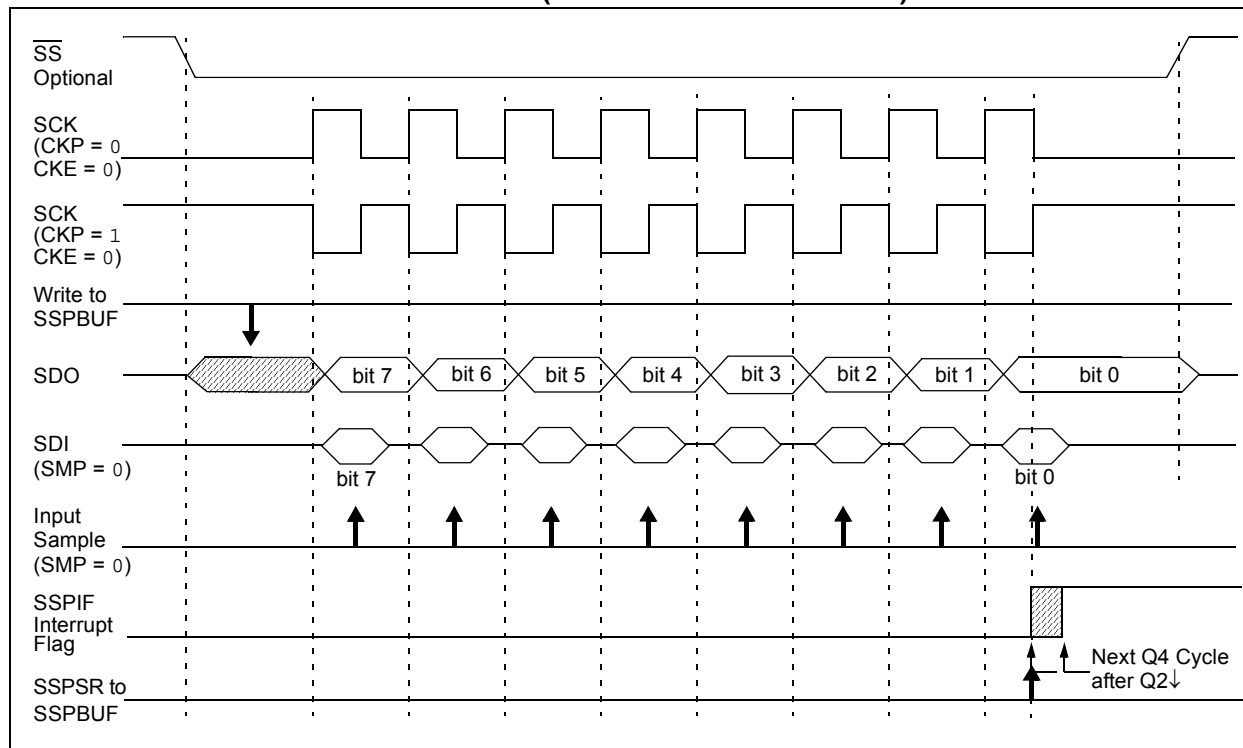 SS
Optional
SCK
(CKP = 0
CKE = 0)
SCK
(CKP = 1
CKE = 0)
Write to
SSPBUF
SDO
bit 7
bit 6
bit 5
bit 4
bit 3
bit 2
bit 1
bit 0
SDI
(SMP = 0)
bit 7
bit 0
Input
Sample
(SMP = 0)
SSPIF
Interrupt
Flag
Next Q4 Cycle
after Q2↓
SSPSR to
SSPBUF